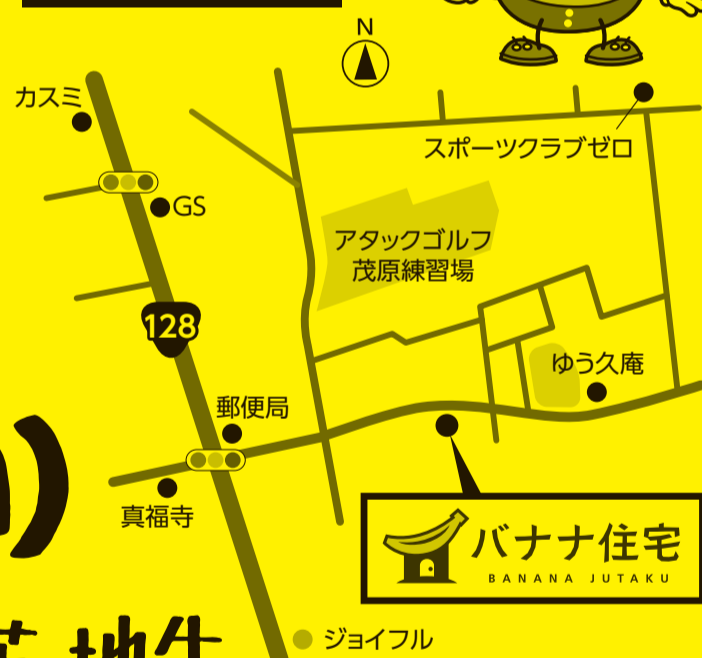 N
カスミ
スポーツクラブゼロ
GS
アタックゴルフ
茂原練習場
128
ゆう久庵
郵便局
真福寺
バナナ住宅
BANANA JUTAKU
ジョイフル